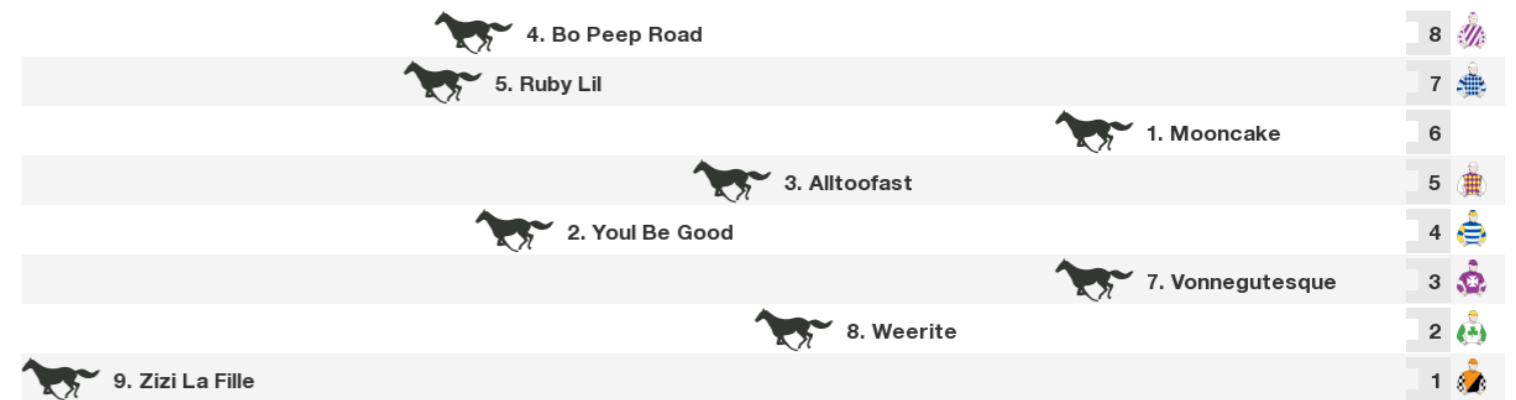 4. Bo Peep Road 8
5. Ruby Lil 7
1. Mooncake 6
3. Alltoofast 5
2. Youl Be Good 4
7. Vonnegutesque 3
8. Weerite 2
9. Zizi La Fille 1